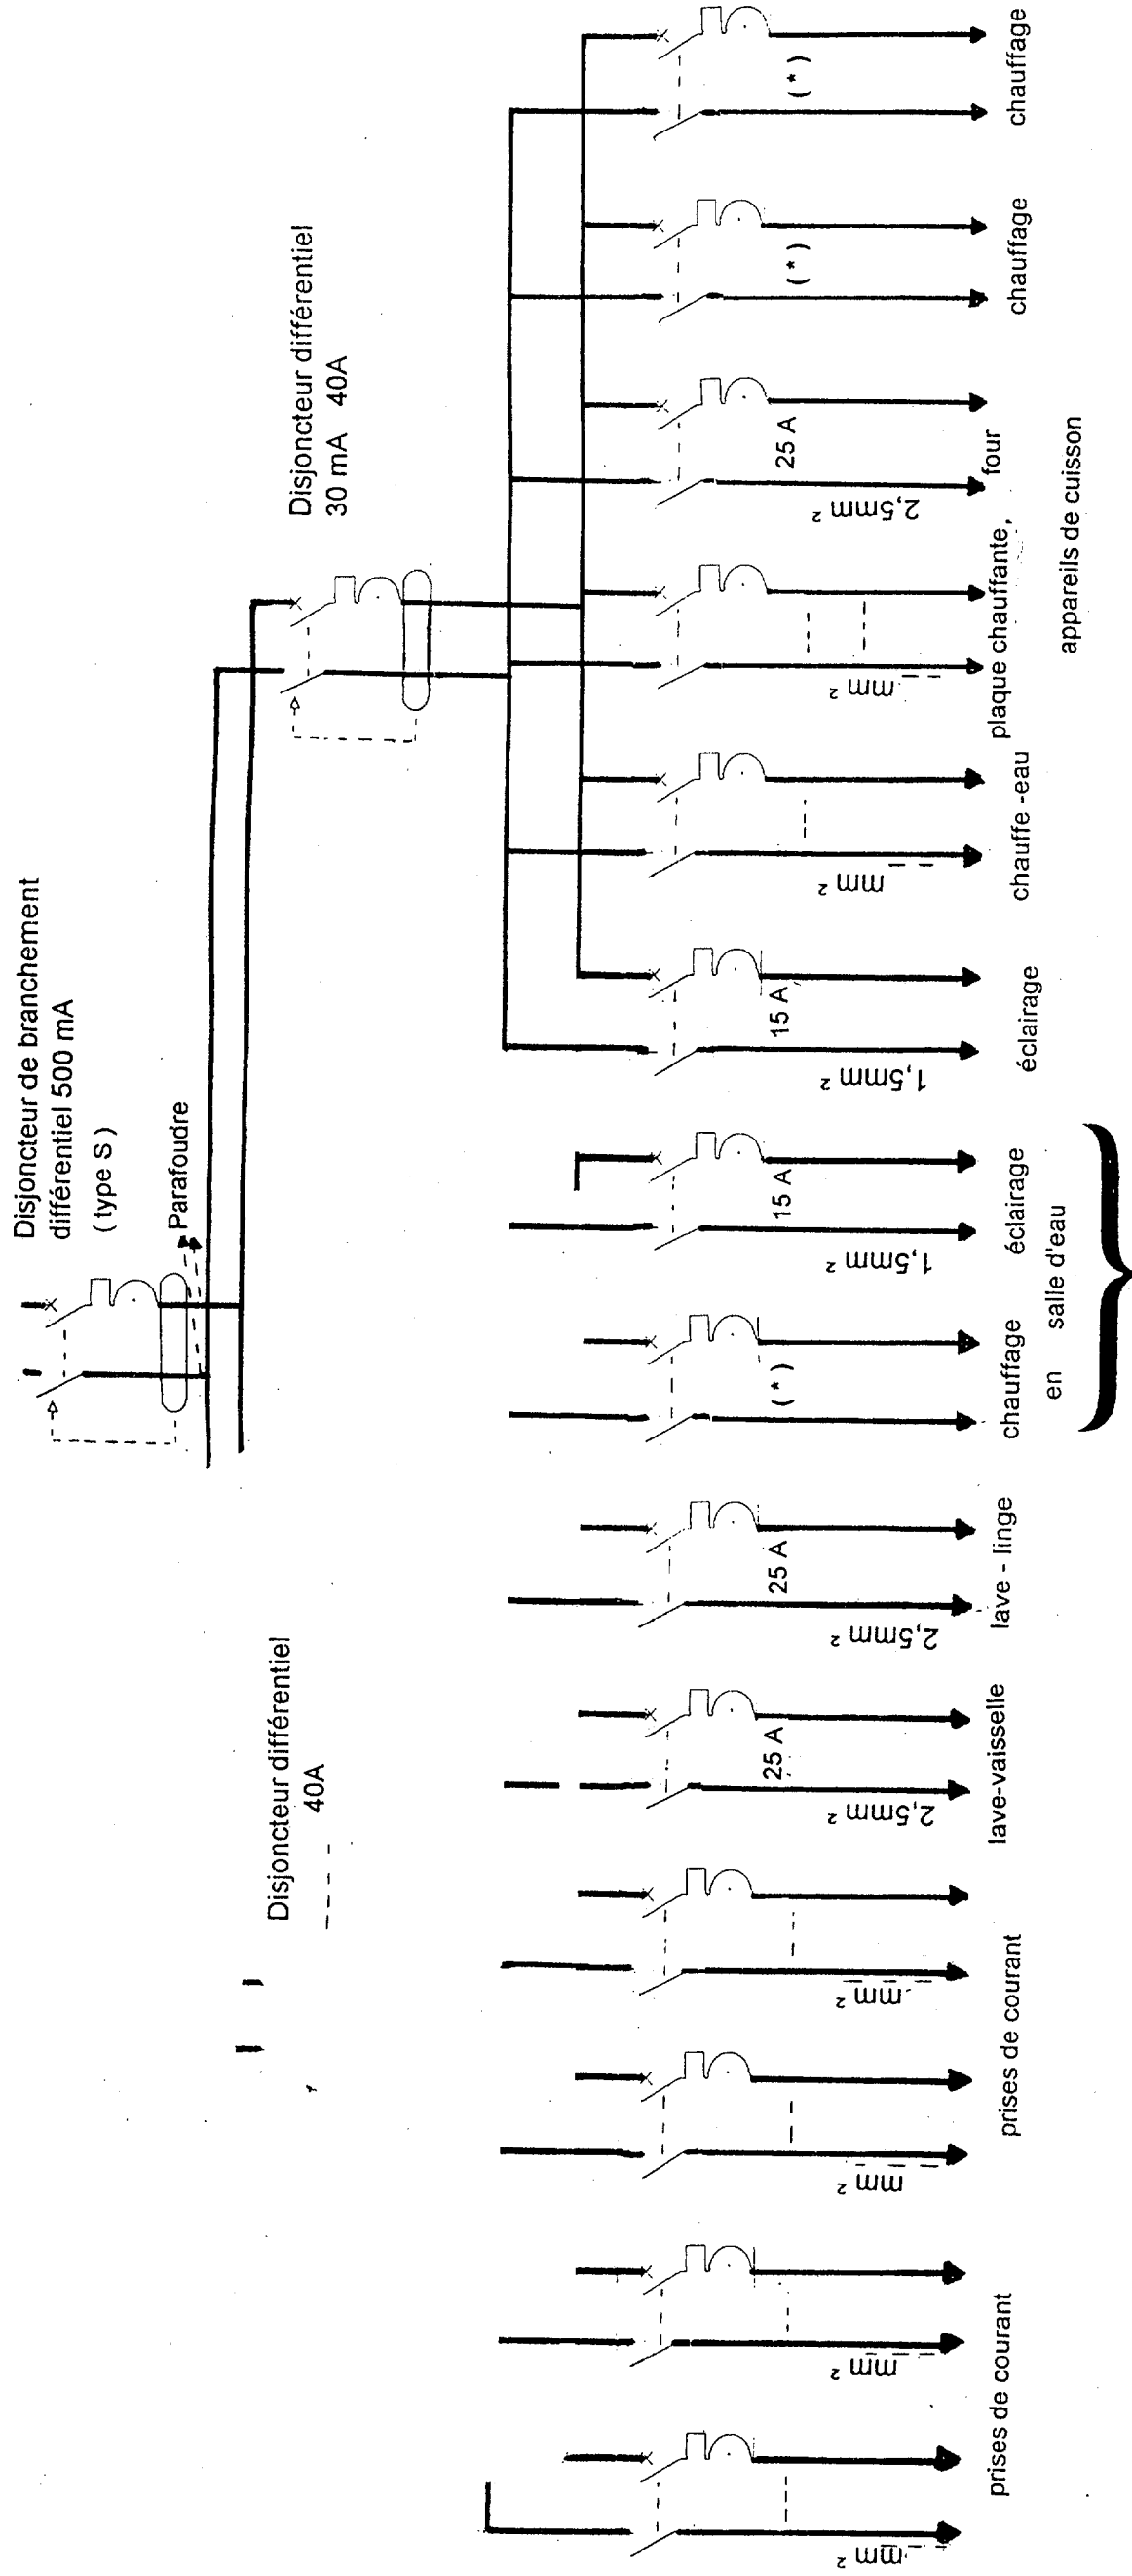 Disjoncteur de branchement
différentiel 500 mA
(type S)
Parafoudre
Disjoncteur différentiel
30 mA 40A
Disjoncteur différentiel
40A
mm²
mm²
mm²
mm²
2,5mm²
25 A
2,5mm²
25 A
(*)
1,5mm²
15 A
1,5mm²
15 A
mm²
mm²
2,5mm²
25 A
(*)
(*)
prises de courant
prises de courant
lave-vaisselle
lave - linge
chauffage
éclairage
en salle d'eau
éclairage
chauffe -eau
plaque chauffante,
four
appareils de cuisson
chauffage
chauffage